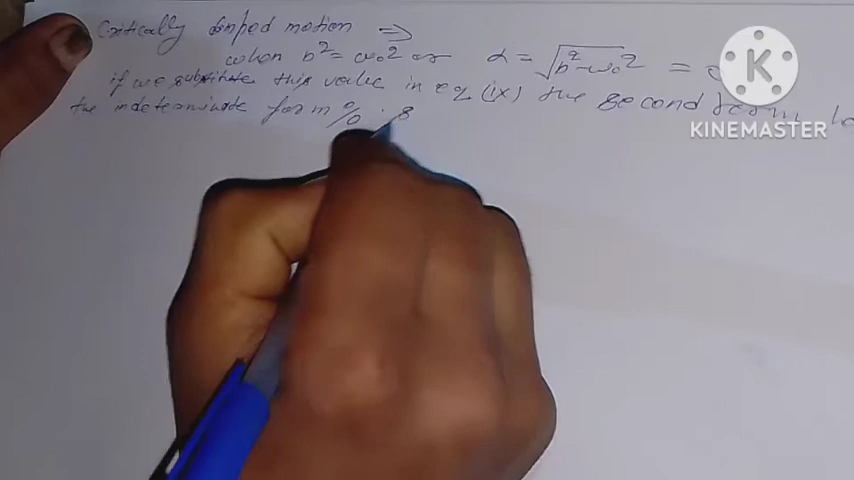 Critically damped motion ⇒
when b² = ω₀² or α = √b²-ω₀² = 0
if we substitute this value in eq (ix) the second term
the indeterminate form 0/0 .
KINEMASTER